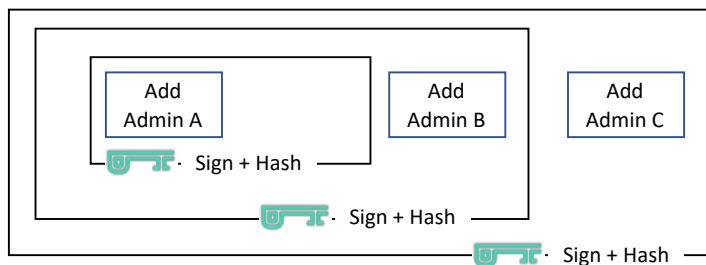 Add
Admin A
Add
Admin B
Add
Admin C
Sign + Hash
Sign + Hash
Sign + Hash